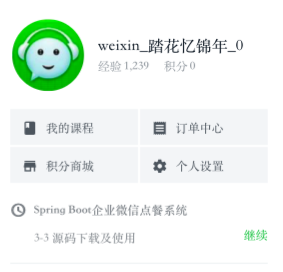 weixin_踏花忆锦年_0
经验 1,239 积分 0
我的课程 订单中心
积分商城 个人设置
Spring Boot企业微信点餐系统
3-3 源码下载及使用 继续